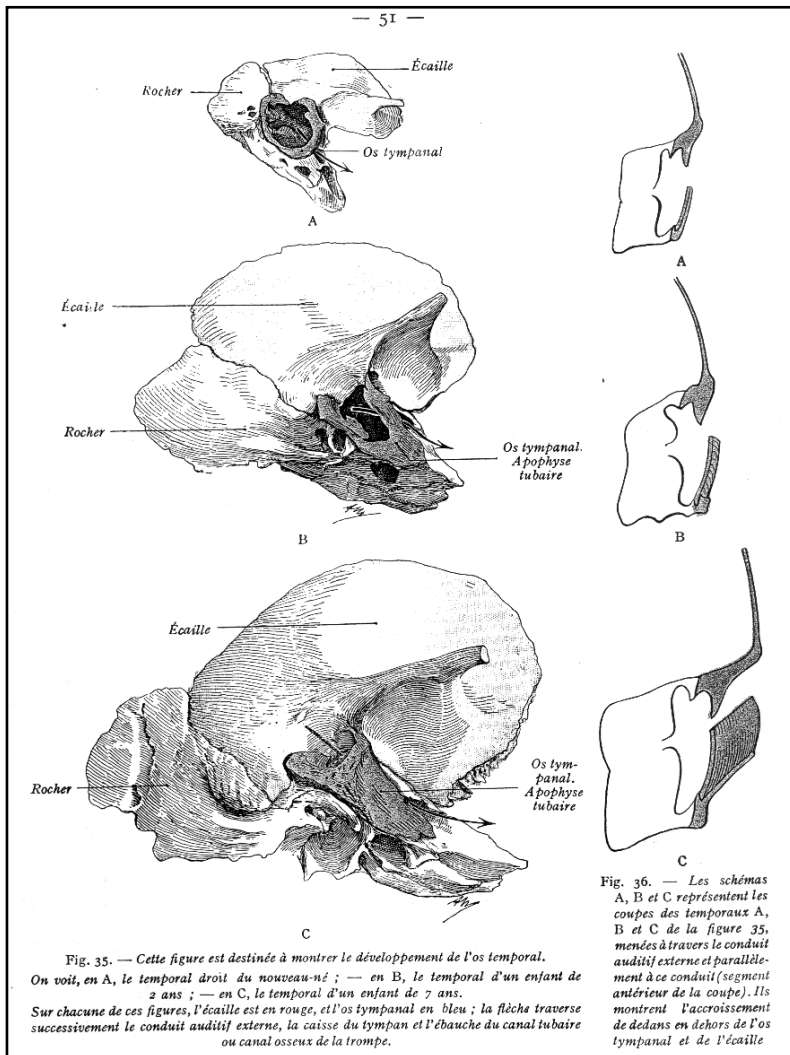 — 51 —
Écaille
Rocher
Os tympanal
A
A
Écaille
Rocher
Os tympanal.
Apophyse
tubaire
B
B
Écaille
Rocher
Os tym-
panal.
Apophyse
tubaire
C
C
Fig. 35. — Cette figure est destinée à montrer le développement de l'os temporal.
On voit, en A, le temporal droit du nouveau-né ; — en B, le temporal d'un enfant de
2 ans ; — en C, le temporal d'un enfant de 7 ans.
Sur chacune de ces figures, l'écaille est en rouge, et l'os tympanal en bleu ; la flèche traverse
successivement le conduit auditif externe, la caisse du tympan et l'ébauche du canal tubaire
ou canal osseux de la trompe.
Fig. 36. — Les schémas
A, B et C représentent les
coupes des temporaux A,
B et C de la figure 35,
menées à travers le conduit
auditif externe et parallèle-
ment à ce conduit (segment
antérieur de la coupe). Ils
montrent l'accroissement
de dedans en dehors de l'os
tympanal et de l'écaille